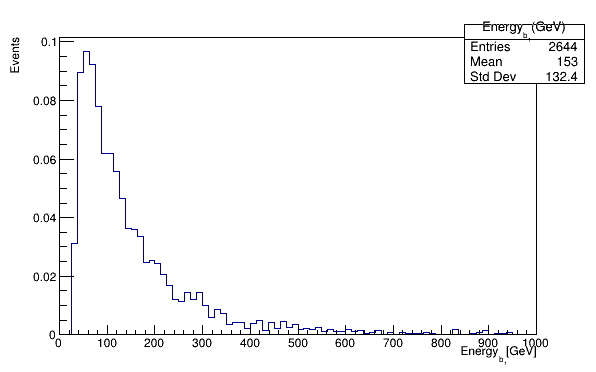 Energy_b₁(GeV)
Entries 2644
Mean 153
Std Dev 132.4
Events
0.1
0.08
0.06
0.04
0.02
0
0 100 200 300 400 500 600 700 800 900 1000
Energy_b₁[GeV]